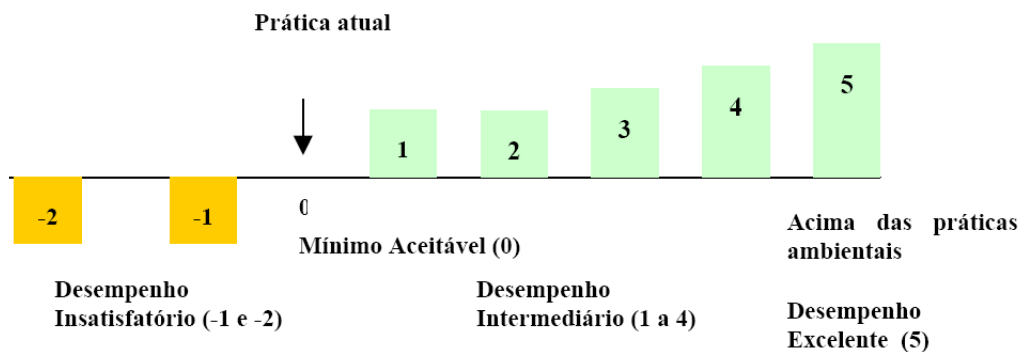 Prática atual
5
4
3
1
2
0
-2
-1
Mínimo Aceitável (0)
Acima das práticas
ambientais
Desempenho
Insatisfatório (-1 e -2)
Desempenho
Intermediário (1 a 4)
Desempenho
Excelente (5)